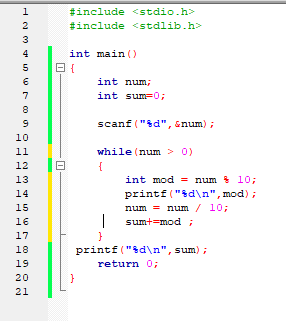 1 #include <stdio.h>
2 #include <stdlib.h>
3
4 int main()
5 {
6 int num;
7 int sum=0;
8
9 scanf("%d",&num);
10
11 while(num > 0)
12 {
13 int mod = num % 10;
14 printf("%d\n",mod);
15 num = num / 10;
16 sum+=mod ;
17 }
18 printf("%d\n",sum);
19 return 0;
20 }
21